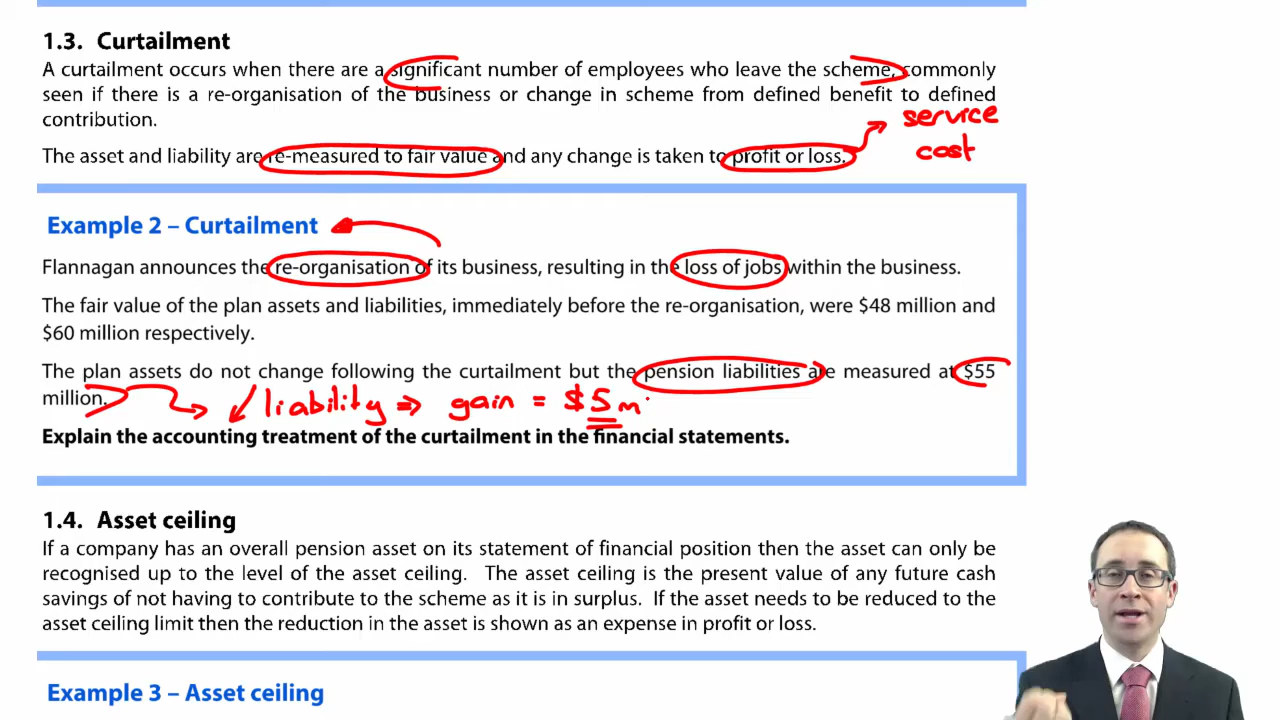 1.3. Curtailment
A curtailment occurs when there are a significant number of employees who leave the scheme, commonly
seen if there is a re-organisation of the business or change in scheme from defined benefit to defined
contribution.
service
cost
The asset and liability are re-measured to fair value and any change is taken to profit or loss.
Example 2 – Curtailment
Flannagan announces the re-organisation of its business, resulting in the loss of jobs within the business.
The fair value of the plan assets and liabilities, immediately before the re-organisation, were $48 million and
$60 million respectively.
The plan assets do not change following the curtailment but the pension liabilities are measured at $55
million.
↓ liability ⇒ gain = $5m
Explain the accounting treatment of the curtailment in the financial statements.
1.4. Asset ceiling
If a company has an overall pension asset on its statement of financial position then the asset can only be
recognised up to the level of the asset ceiling. The asset ceiling is the present value of any future cash
savings of not having to contribute to the scheme as it is in surplus. If the asset needs to be reduced to the
asset ceiling limit then the reduction in the asset is shown as an expense in profit or loss.
Example 3 – Asset ceiling